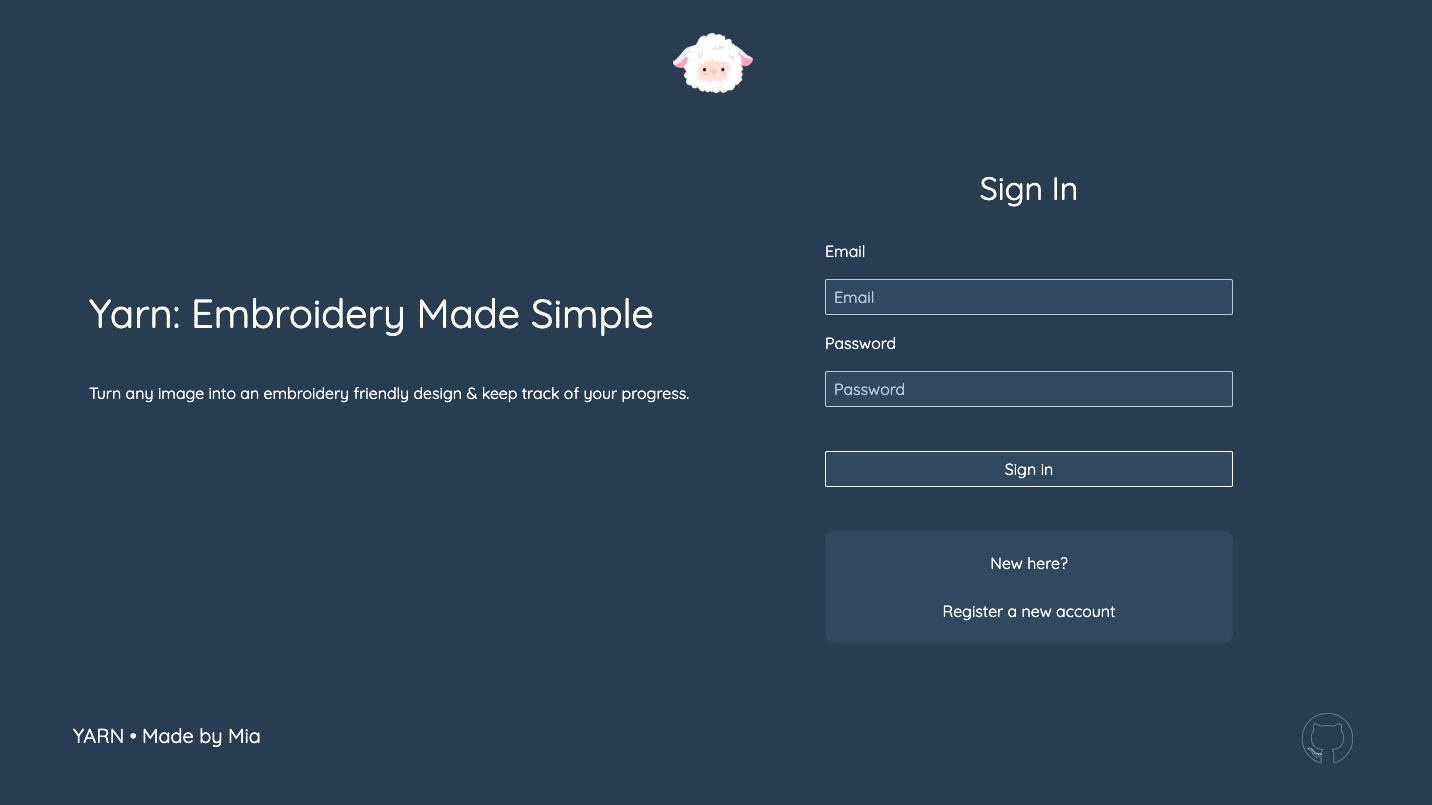 Yarn: Embroidery Made Simple
Turn any image into an embroidery friendly design & keep track of your progress.
Sign In
Email
Email
Password
Password
Sign in
New here?
Register a new account
YARN • Made by Mia